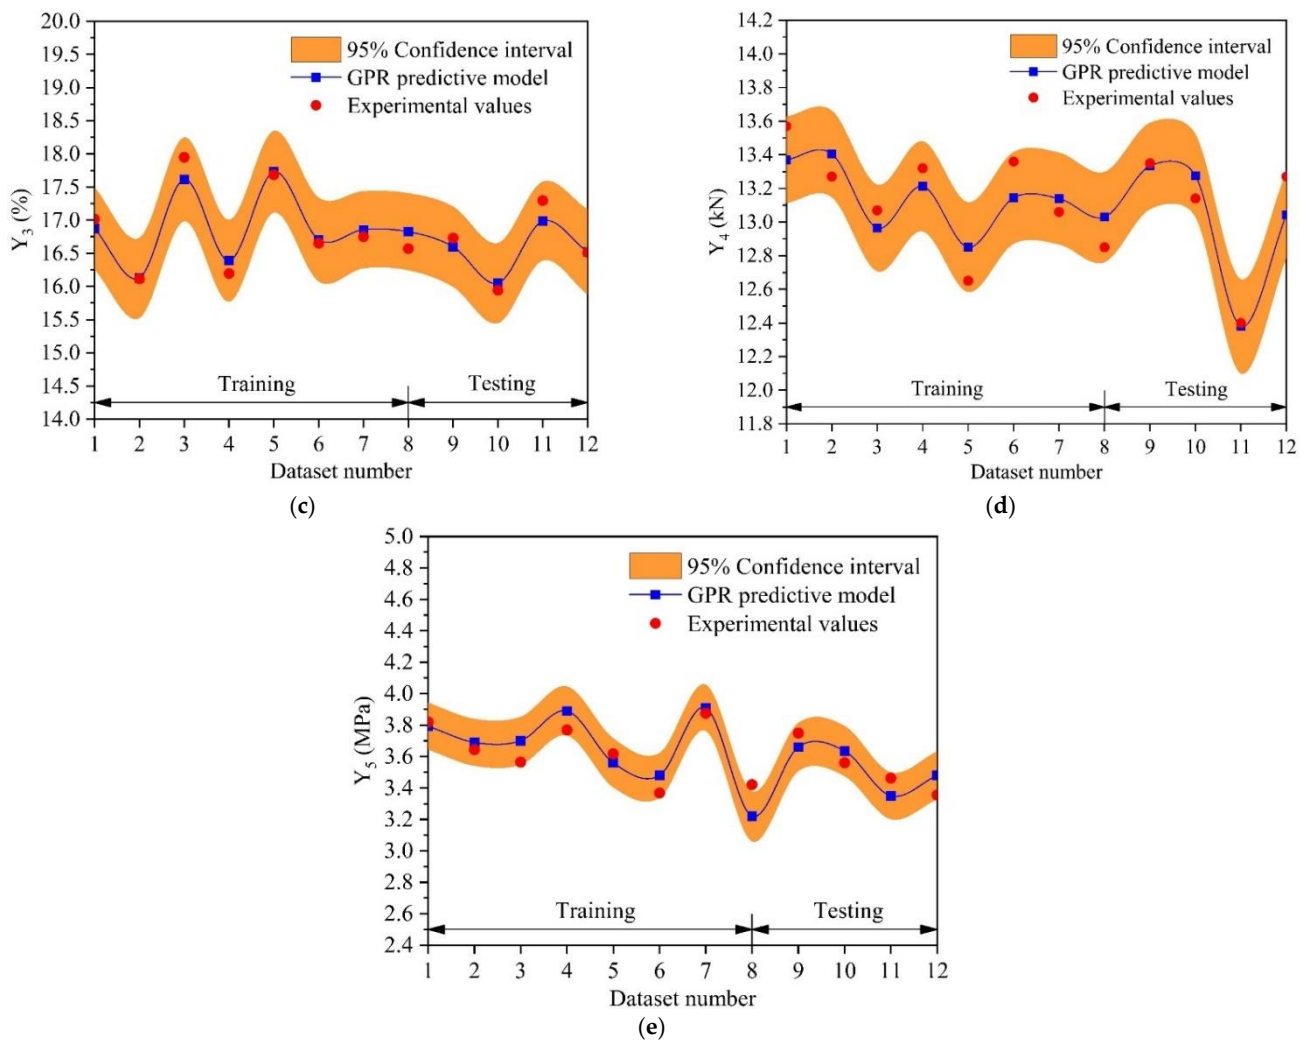 20.0
19.5
19.0
18.5
18.0
17.5
17.0
16.5
16.0
15.5
15.0
14.5
14.0
Y3 (%)
95% Confidence interval
GPR predictive model
Experimental values
Training
Testing
1 2 3 4 5 6 7 8 9 10 11 12
Dataset number
(c)
14.2
14.0
13.8
13.6
13.4
13.2
13.0
12.8
12.6
12.4
12.2
12.0
11.8
Y4 (kN)
95% Confidence interval
GPR predictive model
Experimental values
Training
Testing
1 2 3 4 5 6 7 8 9 10 11 12
Dataset number
(d)
5.0
4.8
4.6
4.4
4.2
4.0
3.8
3.6
3.4
3.2
3.0
2.8
2.6
2.4
Y5 (MPa)
95% Confidence interval
GPR predictive model
Experimental values
Training
Testing
1 2 3 4 5 6 7 8 9 10 11 12
Dataset number
(e)